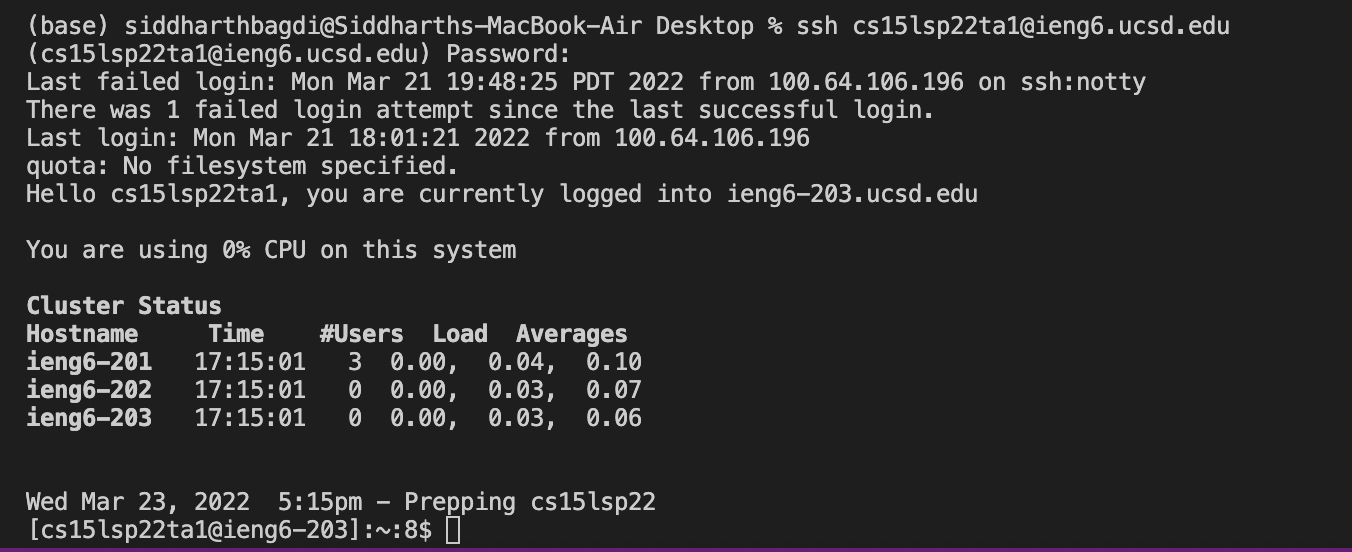 (base) siddharthbagdi@Siddharths-MacBook-Air Desktop % ssh cs15lsp22ta1@ieng6.ucsd.edu
(cs15lsp22ta1@ieng6.ucsd.edu) Password:
Last failed login: Mon Mar 21 19:48:25 PDT 2022 from 100.64.106.196 on ssh:notty
There was 1 failed login attempt since the last successful login.
Last login: Mon Mar 21 18:01:21 2022 from 100.64.106.196
quota: No filesystem specified.
Hello cs15lsp22ta1, you are currently logged into ieng6-203.ucsd.edu
You are using 0% CPU on this system
Cluster Status
Hostname     Time    #Users  Load  Averages
ieng6-201   17:15:01   3  0.00,  0.04,  0.10
ieng6-202   17:15:01   0  0.00,  0.03,  0.07
ieng6-203   17:15:01   0  0.00,  0.03,  0.06
Wed Mar 23, 2022  5:15pm - Prepping cs15lsp22
[cs15lsp22ta1@ieng6-203]:~:8$